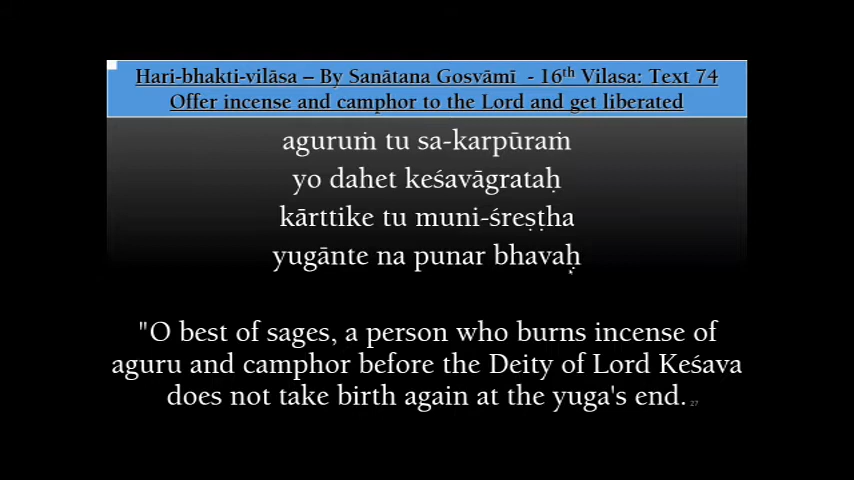 Hari-bhakti-vilāsa – By Sanātana Gosvāmī - 16th Vilasa: Text 74
Offer incense and camphor to the Lord and get liberated
aguruṁ tu sa-karpūraṁ
yo dahet keśavāgrataḥ
kārttike tu muni-śreṣṭha
yugānte na punar bhavaḥ
"O best of sages, a person who burns incense of
aguru and camphor before the Deity of Lord Keśava
does not take birth again at the yuga's end.
27